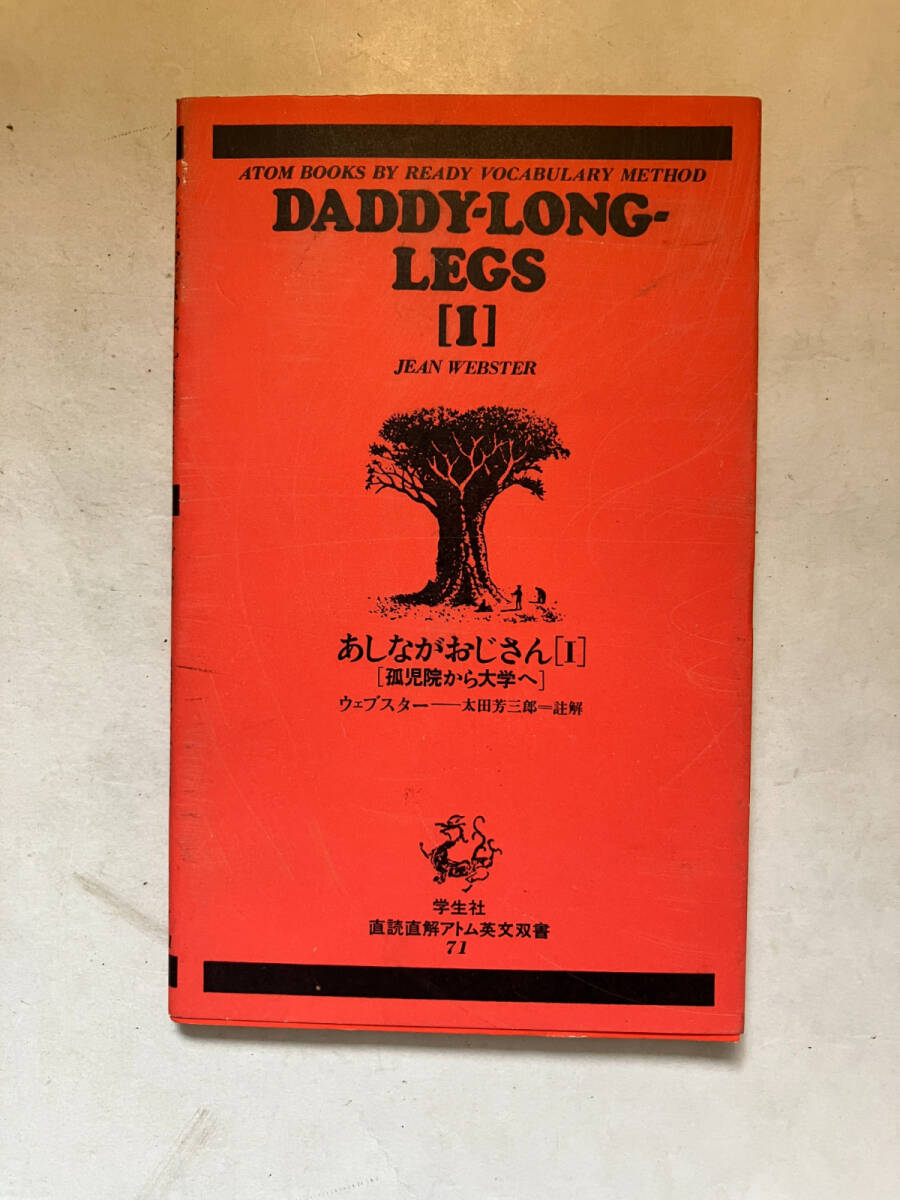 ATOM BOOKS BY READY VOCABULARY METHOD
DADDY-LONG-
LEGS
[I]
JEAN WEBSTER
あしながおじさん[I]
[孤児院から大学へ]
ウェブスター――太田芳三郎=註解
学生社
直読直解アトム英文双書
71